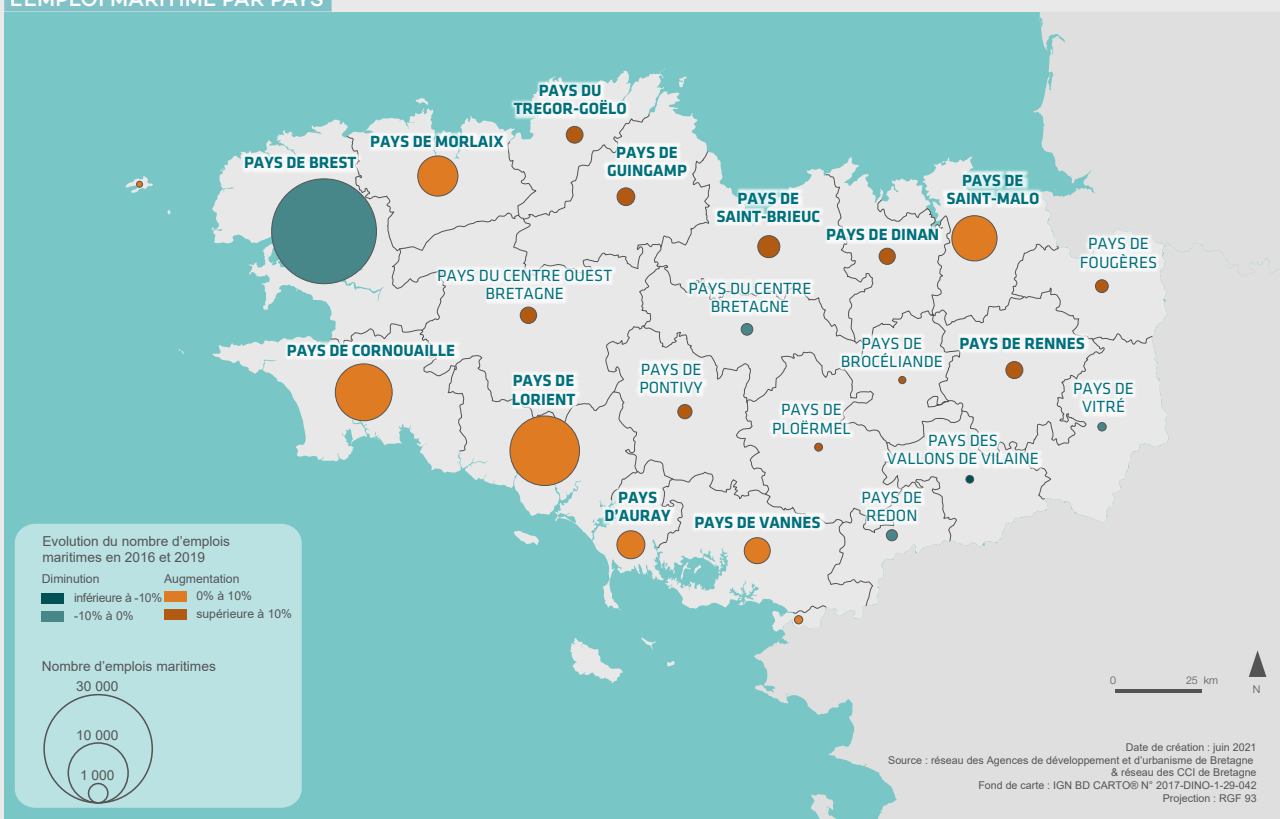 L'EMPLOI MARITIME PAR PAYS
PAYS DU
TREGOR-GOËLO
PAYS DE MORLAIX
PAYS DE BREST
PAYS DE
GUINGAMP
PAYS DE
SAINT-BRIEUC
PAYS DE DINAN
PAYS DE
SAINT-MALO
PAYS DE
FOUGÈRES
PAYS DU CENTRE OUEST
BRETAGNE
PAYS DU CENTRE
BRETAGNE
PAYS DE CORNOUAILLE
PAYS DE
LORIENT
PAYS DE
PONTIVY
PAYS DE
BROCÉLIANDE
PAYS DE RENNES
PAYS DE
VITRÉ
PAYS DE
PLOËRMEL
PAYS DES
VALLONS DE VILAINE
PAYS
D'AURAY
PAYS DE VANNES
PAYS DE
REDON
Evolution du nombre d'emplois
maritimes en 2016 et 2019
Diminution
Augmentation
inférieure à -10%
0% à 10%
-10% à 0%
supérieure à 10%
Nombre d'emplois maritimes
30 000
10 000
1 000
0 25 km
N
Date de création : juin 2021
Source : réseau des Agences de développement et d'urbanisme de Bretagne
& réseau des CCI de Bretagne
Fond de carte : IGN BD CARTO® N° 2017-DINO-1-29-042
Projection : RGF 93